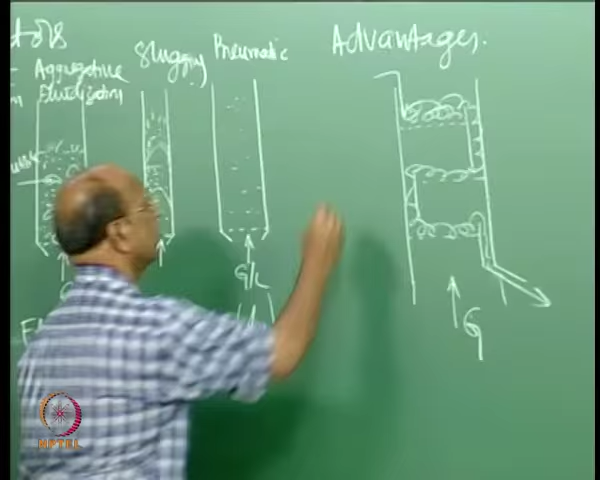 Aggregative
Fluidization
Slugging
Pneumatic
Advantages.
G/L
G
NPTEL